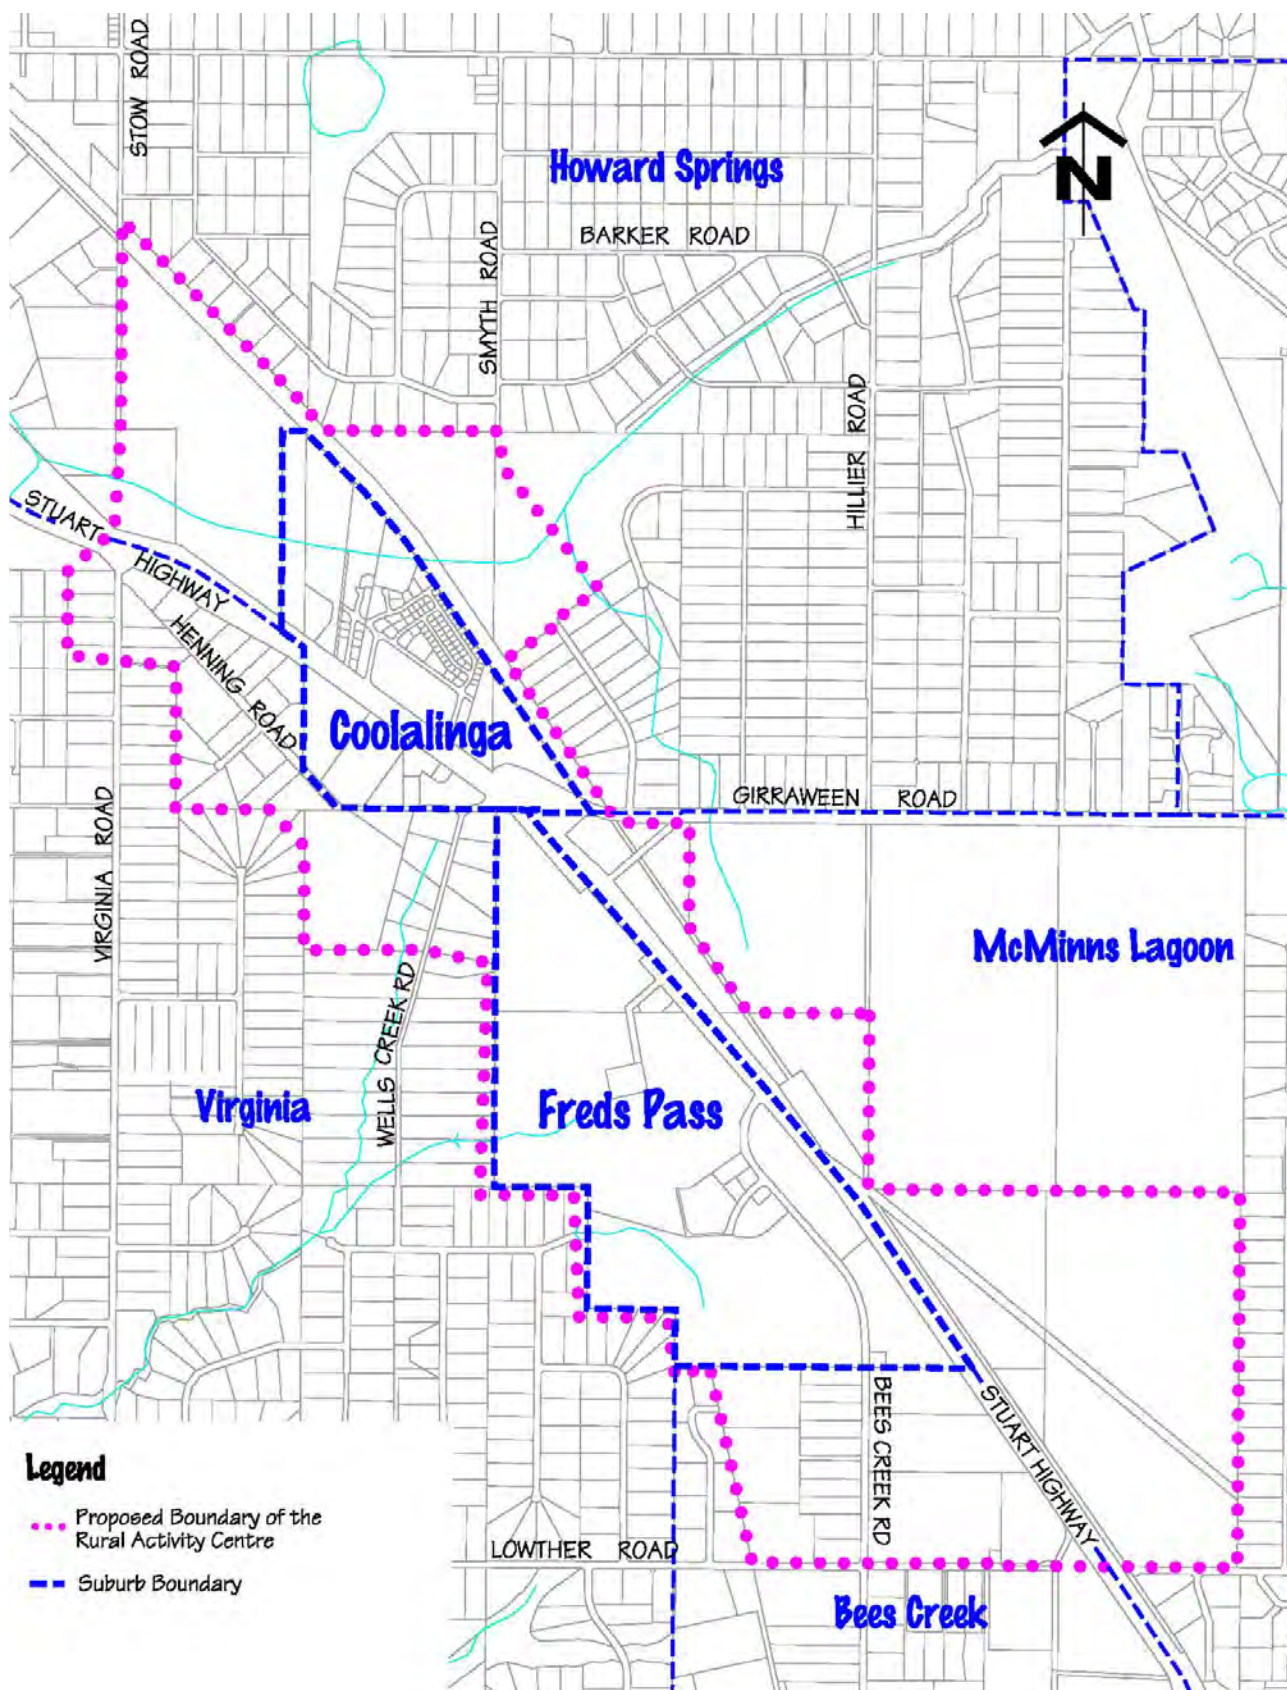 STOW ROAD
Howard Springs
N
BARKER ROAD
SMYTH ROAD
HILLIER ROAD
STUART
HIGHWAY
HENNING ROAD
Coolalinga
GIRRAWEEN ROAD
VIRGINIA ROAD
McMinns Lagoon
WELLS CREEK RD
Virginia
Freds Pass
BEES CREEK RD
STUART HIGHWAY
Legend
Proposed Boundary of the
Rural Activity Centre
Suburb Boundary
LOWTHER ROAD
Bees Creek